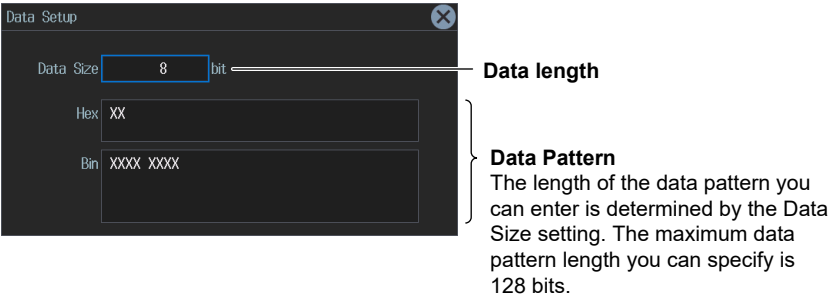 Data Setup
Data Size 8 bit
Data length
Hex XX
Bin XXXX XXXX
Data Pattern
The length of the data pattern you
can enter is determined by the Data
Size setting. The maximum data
pattern length you can specify is
128 bits.